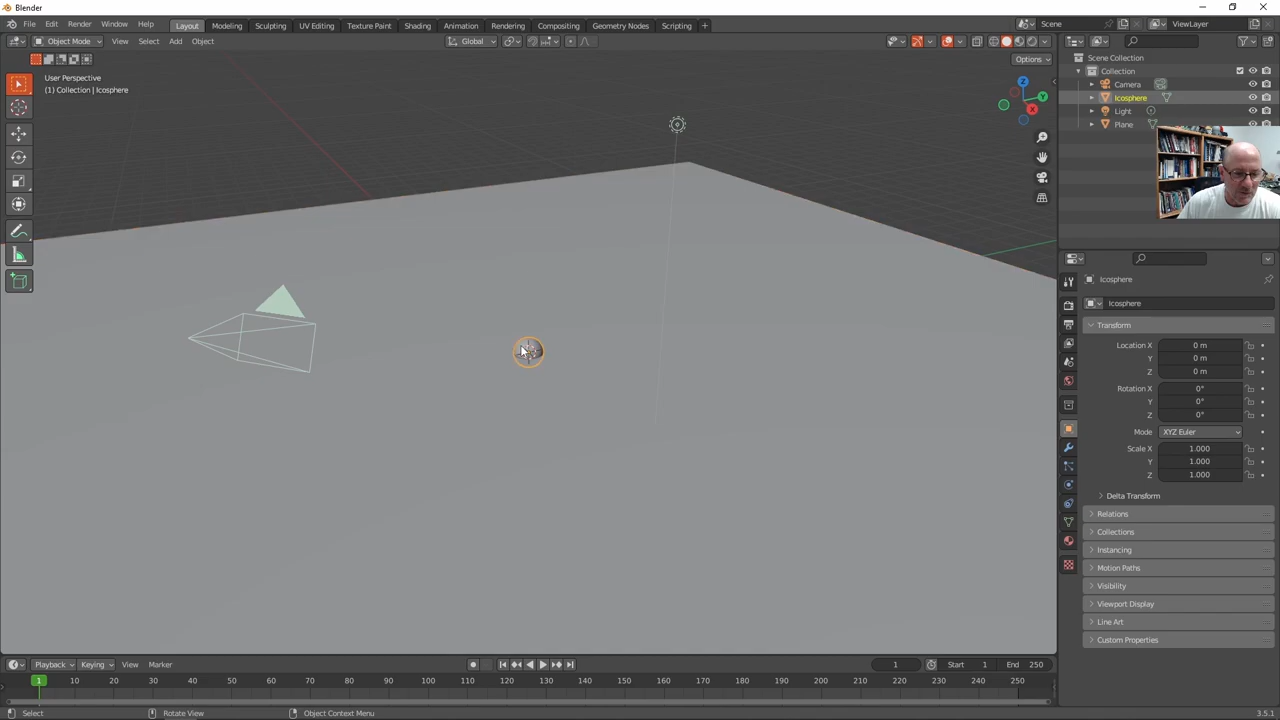 Blender
File Edit Render Window Help Layout Modeling Sculpting UV Editing Texture Paint Shading Animation Rendering Compositing Geometry Nodes Scripting + Scene ViewLayer
Object Mode View Select Add Object Global
Options
User Perspective
(1) Collection | Icosphere
Z
Y
X
Scene Collection
Collection
Camera
Icosphere
Light
Plane
Icosphere
Icosphere
Transform
Location X 0 m
Y 0 m
Z 0 m
Rotation X 0°
Y 0°
Z 0°
Mode XYZ Euler
Scale X 1.000
Y 1.000
Z 1.000
Delta Transform
Relations
Collections
Instancing
Motion Paths
Visibility
Viewport Display
Line Art
Custom Properties
Playback Keying View Marker 1 Start 1 End 250
1 10 20 30 40 50 60 70 80 90 100 110 120 130 140 150 160 170 180 190 200 210 220 230 240 250
Select Rotate View Object Context Menu 3.5.1